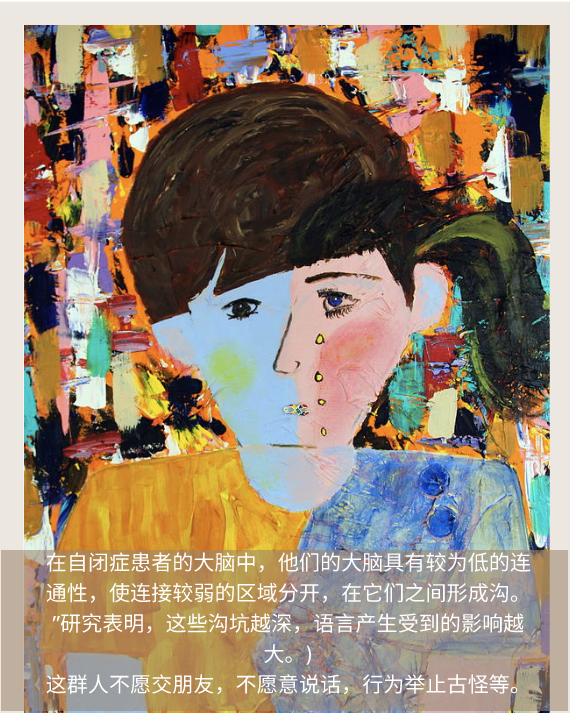 在自闭症患者的大脑中，他们的大脑具有较为低的连
通性，使连接较弱的区域分开，在它们之间形成沟。
”研究表明，这些沟坑越深，语言产生受到的影响越
大。)
这群人不愿交朋友，不愿意说话，行为举止古怪等。